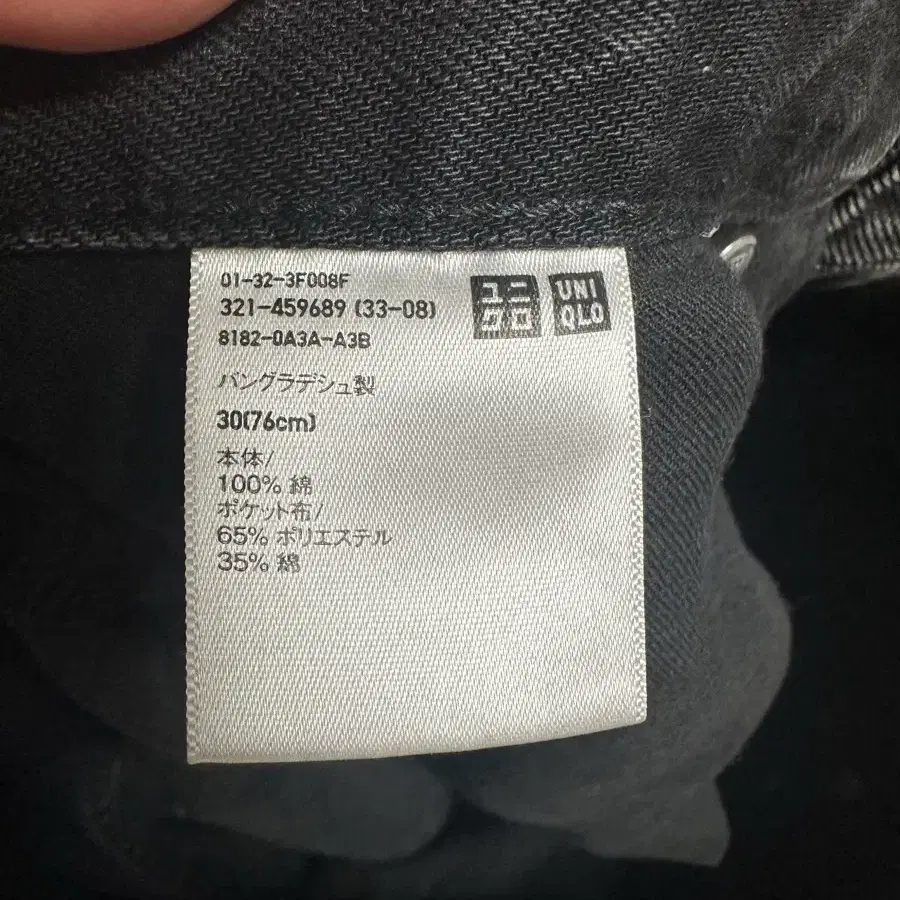 01-32-3F008F
321-459689 (33-08)
8182-0A3A-A3B
ユニクロ
UNIQLO
バングラデシュ製
30(76cm)
本体/
100% 綿
ポケット布/
65% ポリエステル
35% 綿